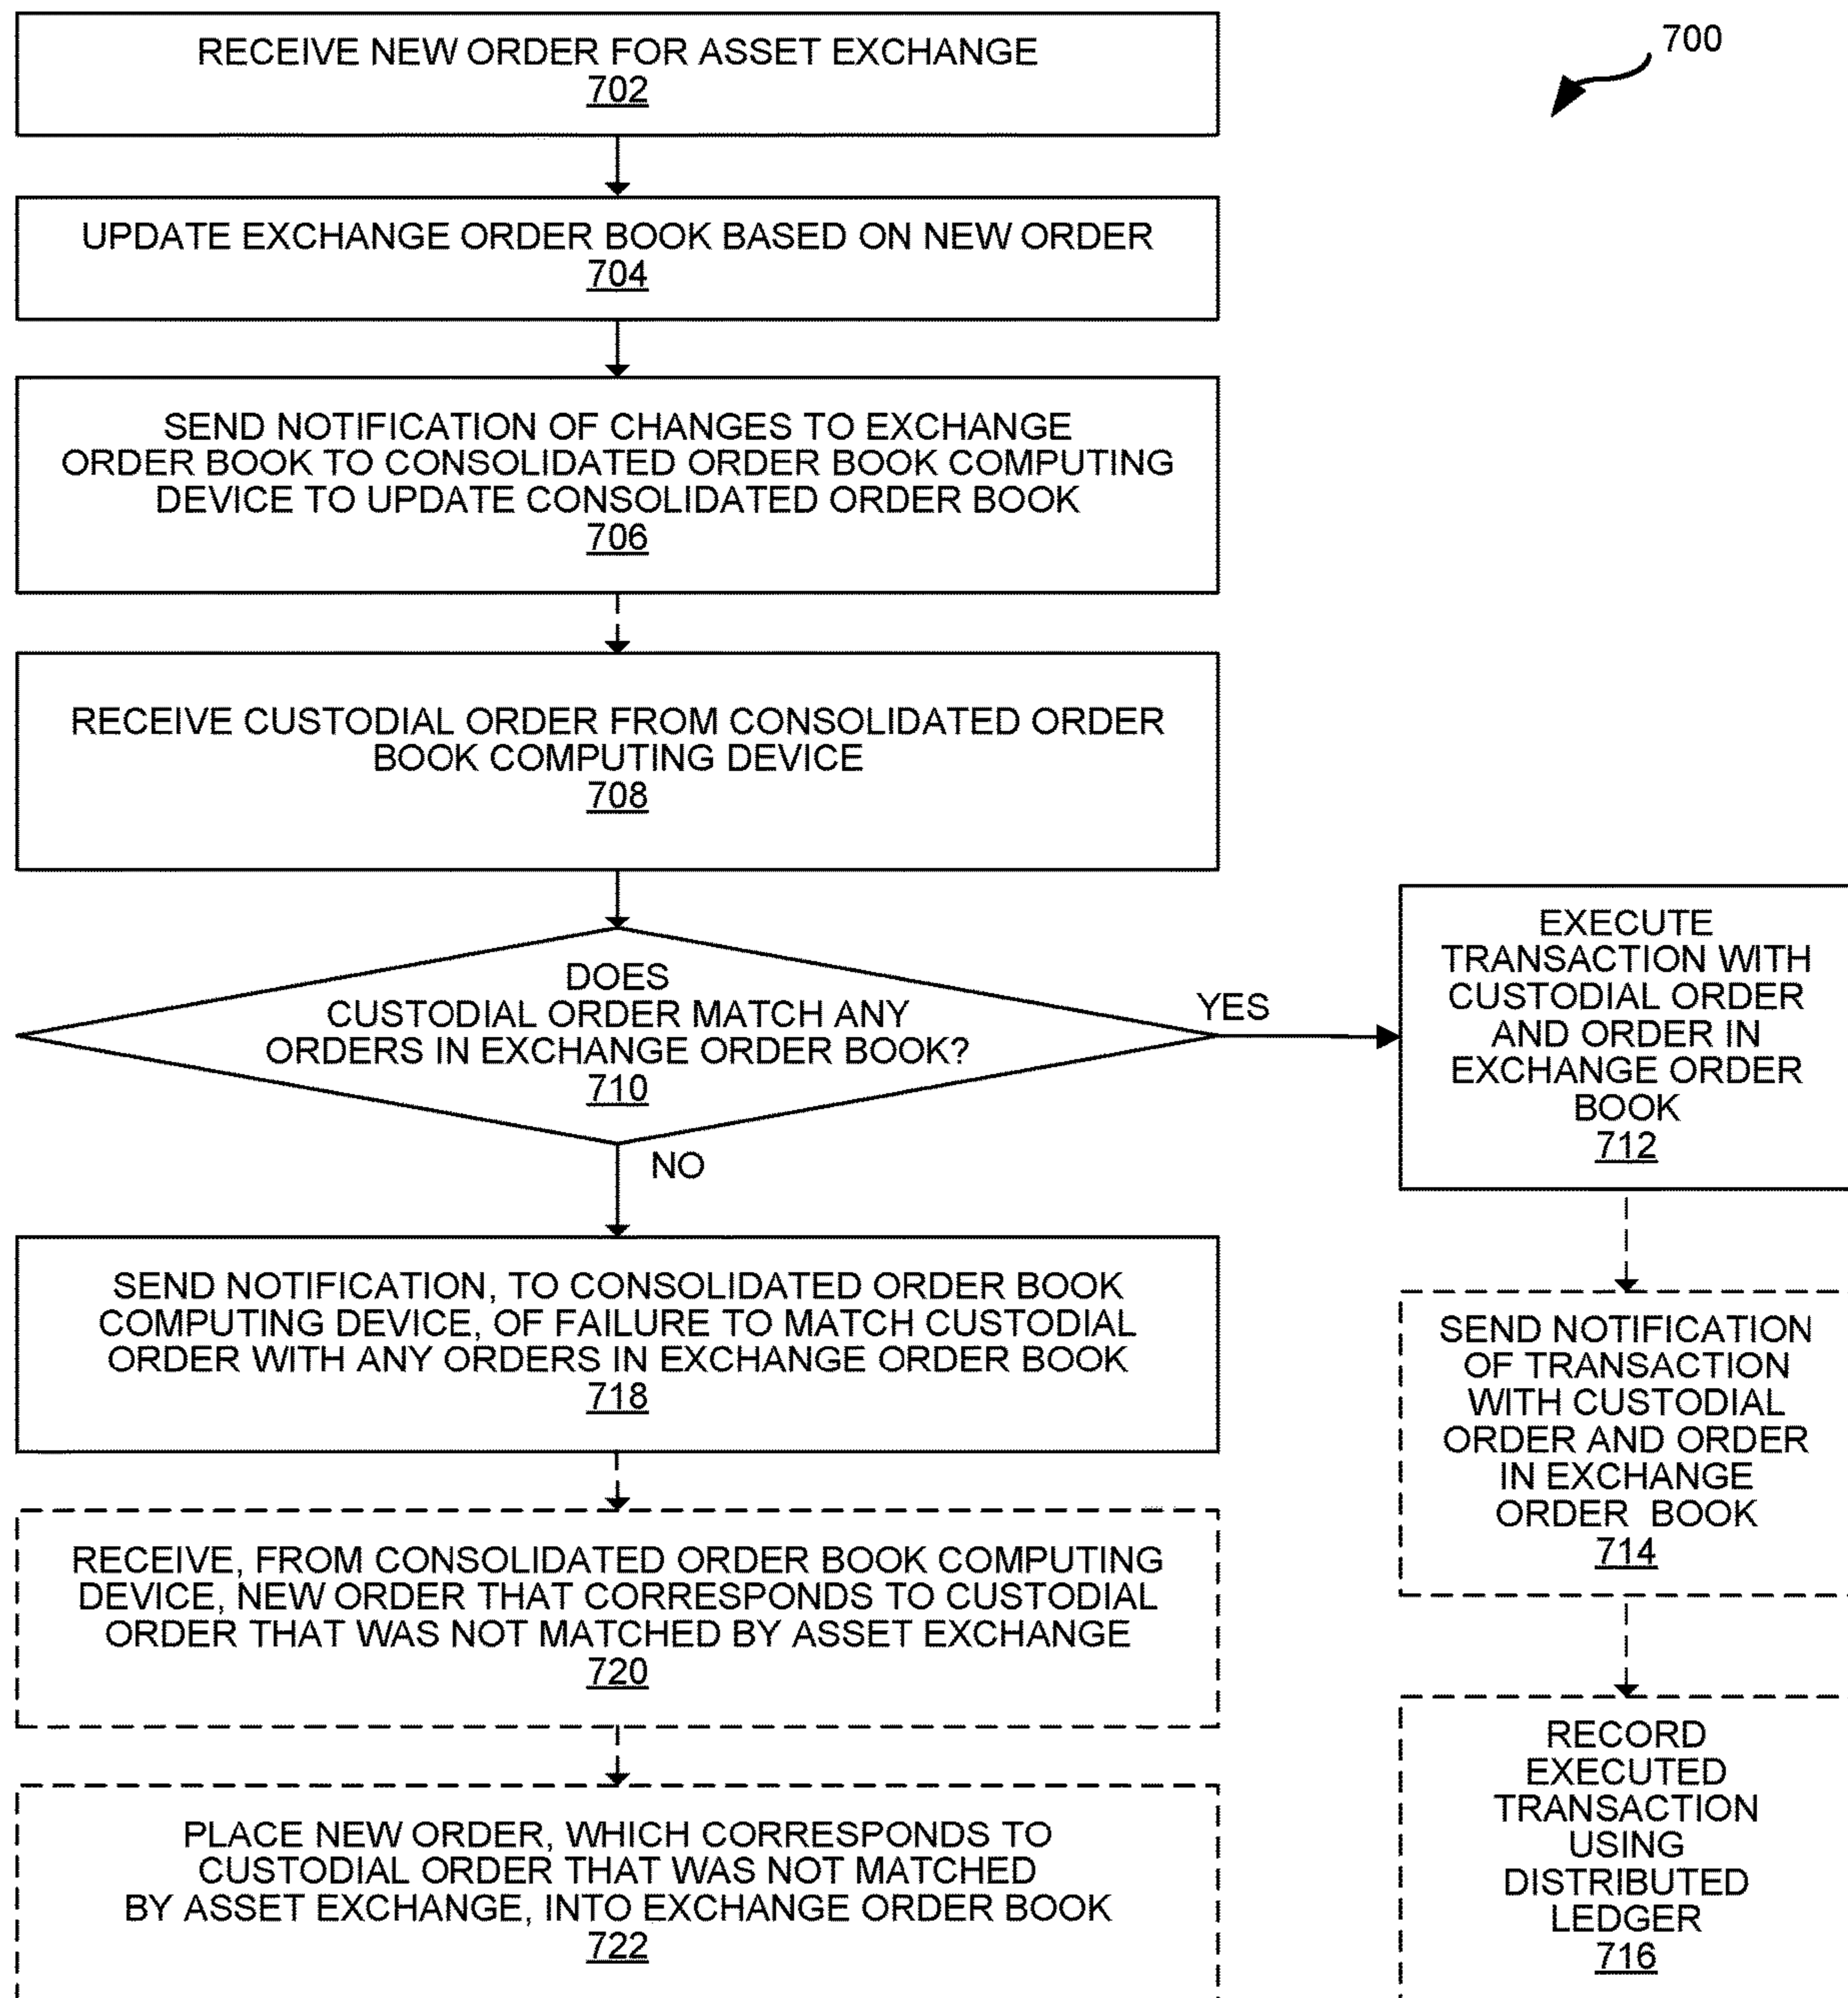 RECEIVE NEW ORDER FOR ASSET EXCHANGE
702
700
UPDATE EXCHANGE ORDER BOOK BASED ON NEW ORDER
704
SEND NOTIFICATION OF CHANGES TO EXCHANGE
ORDER BOOK TO CONSOLIDATED ORDER BOOK COMPUTING
DEVICE TO UPDATE CONSOLIDATED ORDER BOOK
706
RECEIVE CUSTODIAL ORDER FROM CONSOLIDATED ORDER
BOOK COMPUTING DEVICE
708
DOES
CUSTODIAL ORDER MATCH ANY
ORDERS IN EXCHANGE ORDER BOOK?
710
YES
EXECUTE
TRANSACTION WITH
CUSTODIAL ORDER
AND ORDER IN
EXCHANGE ORDER
BOOK
712
SEND NOTIFICATION
OF TRANSACTION
WITH CUSTODIAL
ORDER AND ORDER
IN EXCHANGE
ORDER BOOK
714
RECORD
EXECUTED
TRANSACTION
USING
DISTRIBUTED
LEDGER
716
NO
SEND NOTIFICATION, TO CONSOLIDATED ORDER BOOK
COMPUTING DEVICE, OF FAILURE TO MATCH CUSTODIAL
ORDER WITH ANY ORDERS IN EXCHANGE ORDER BOOK
718
RECEIVE, FROM CONSOLIDATED ORDER BOOK COMPUTING
DEVICE, NEW ORDER THAT CORRESPONDS TO CUSTODIAL
ORDER THAT WAS NOT MATCHED BY ASSET EXCHANGE
720
PLACE NEW ORDER, WHICH CORRESPONDS TO
CUSTODIAL ORDER THAT WAS NOT MATCHED
BY ASSET EXCHANGE, INTO EXCHANGE ORDER BOOK
722